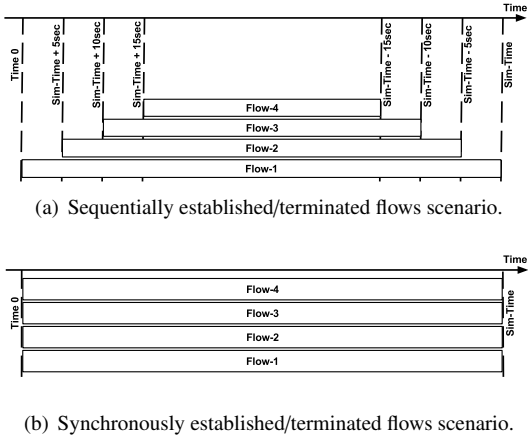 Time
Time 0
Sim-Time + 5sec
Sim-Time + 10sec
Sim-Time + 15sec
Sim-Time - 15sec
Sim-Time - 10sec
Sim-Time - 5sec
Sim-Time
Flow-4
Flow-3
Flow-2
Flow-1
(a) Sequentially established/terminated flows scenario.
Time
Time 0
Sim-Time
Flow-4
Flow-3
Flow-2
Flow-1
(b) Synchronously established/terminated flows scenario.